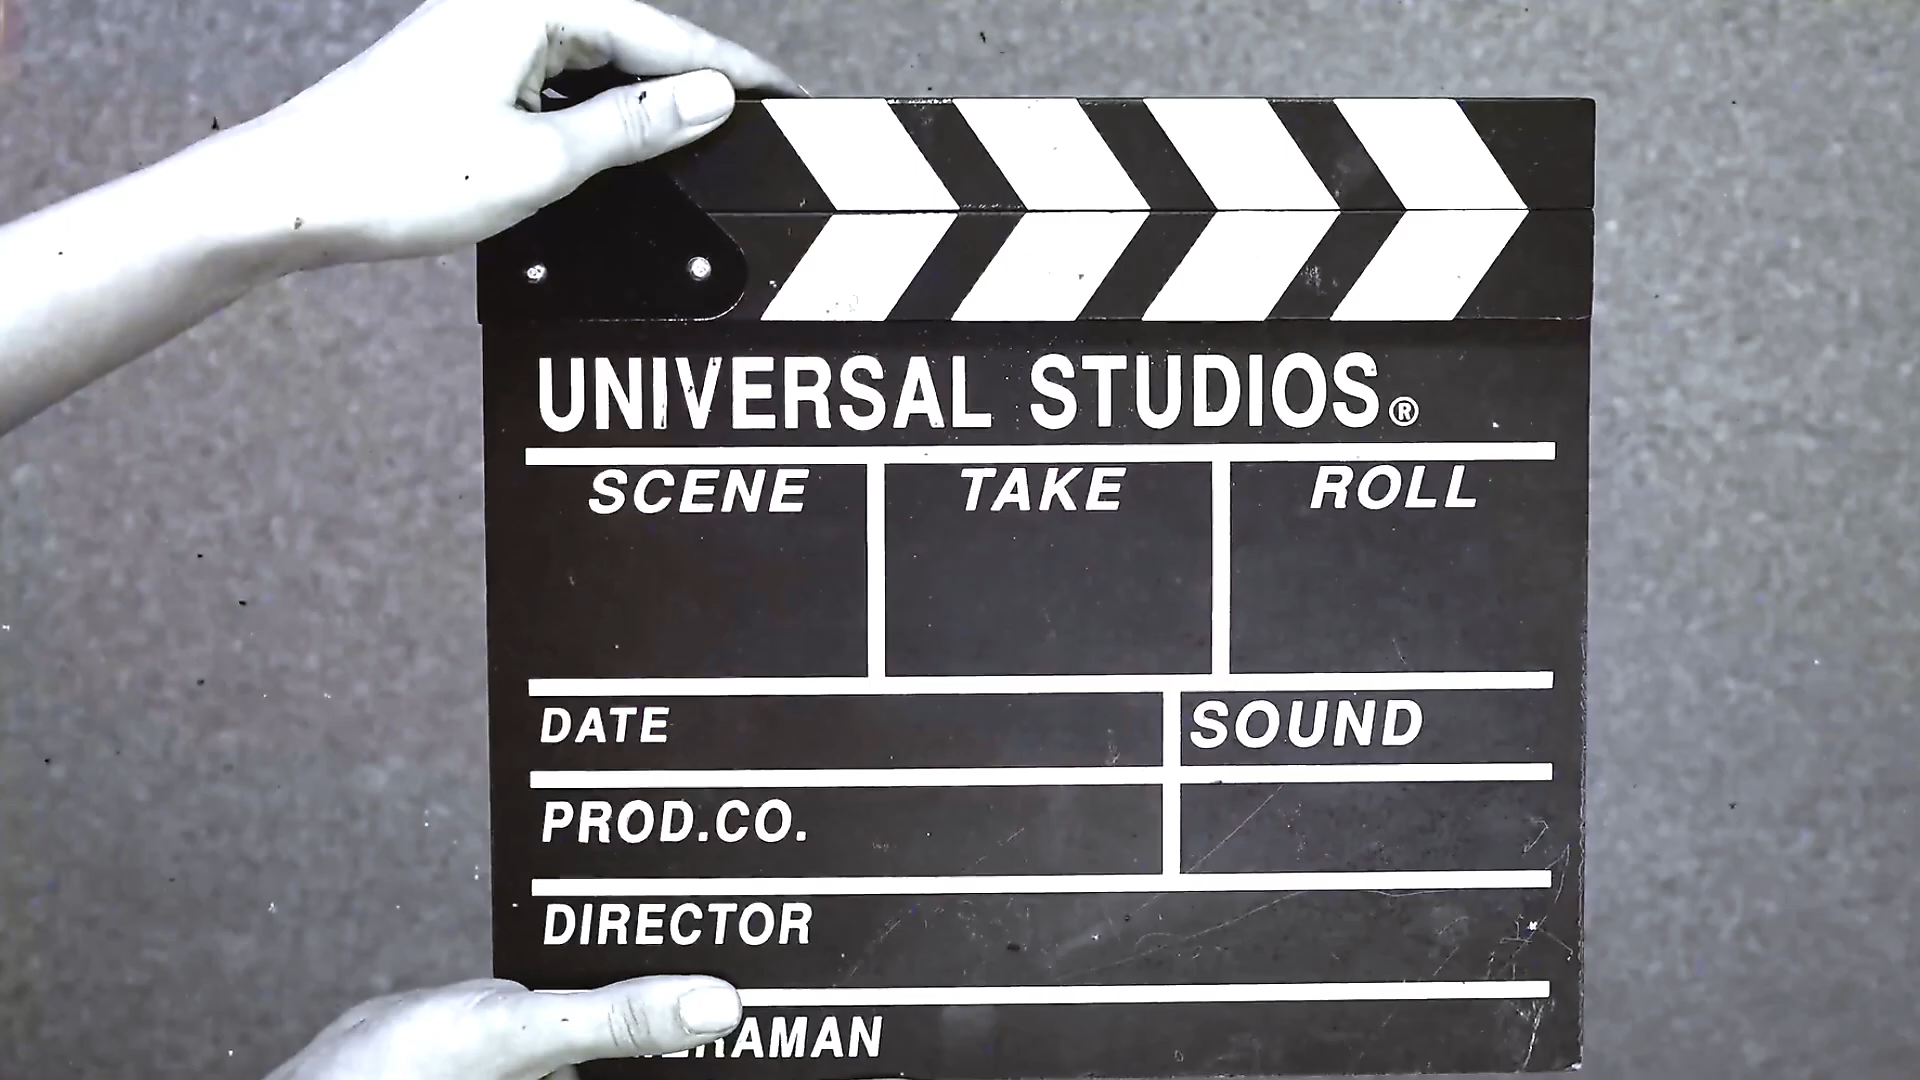 UNIVERSAL STUDIOS®
SCENE TAKE ROLL
DATE SOUND
PROD.CO.
DIRECTOR